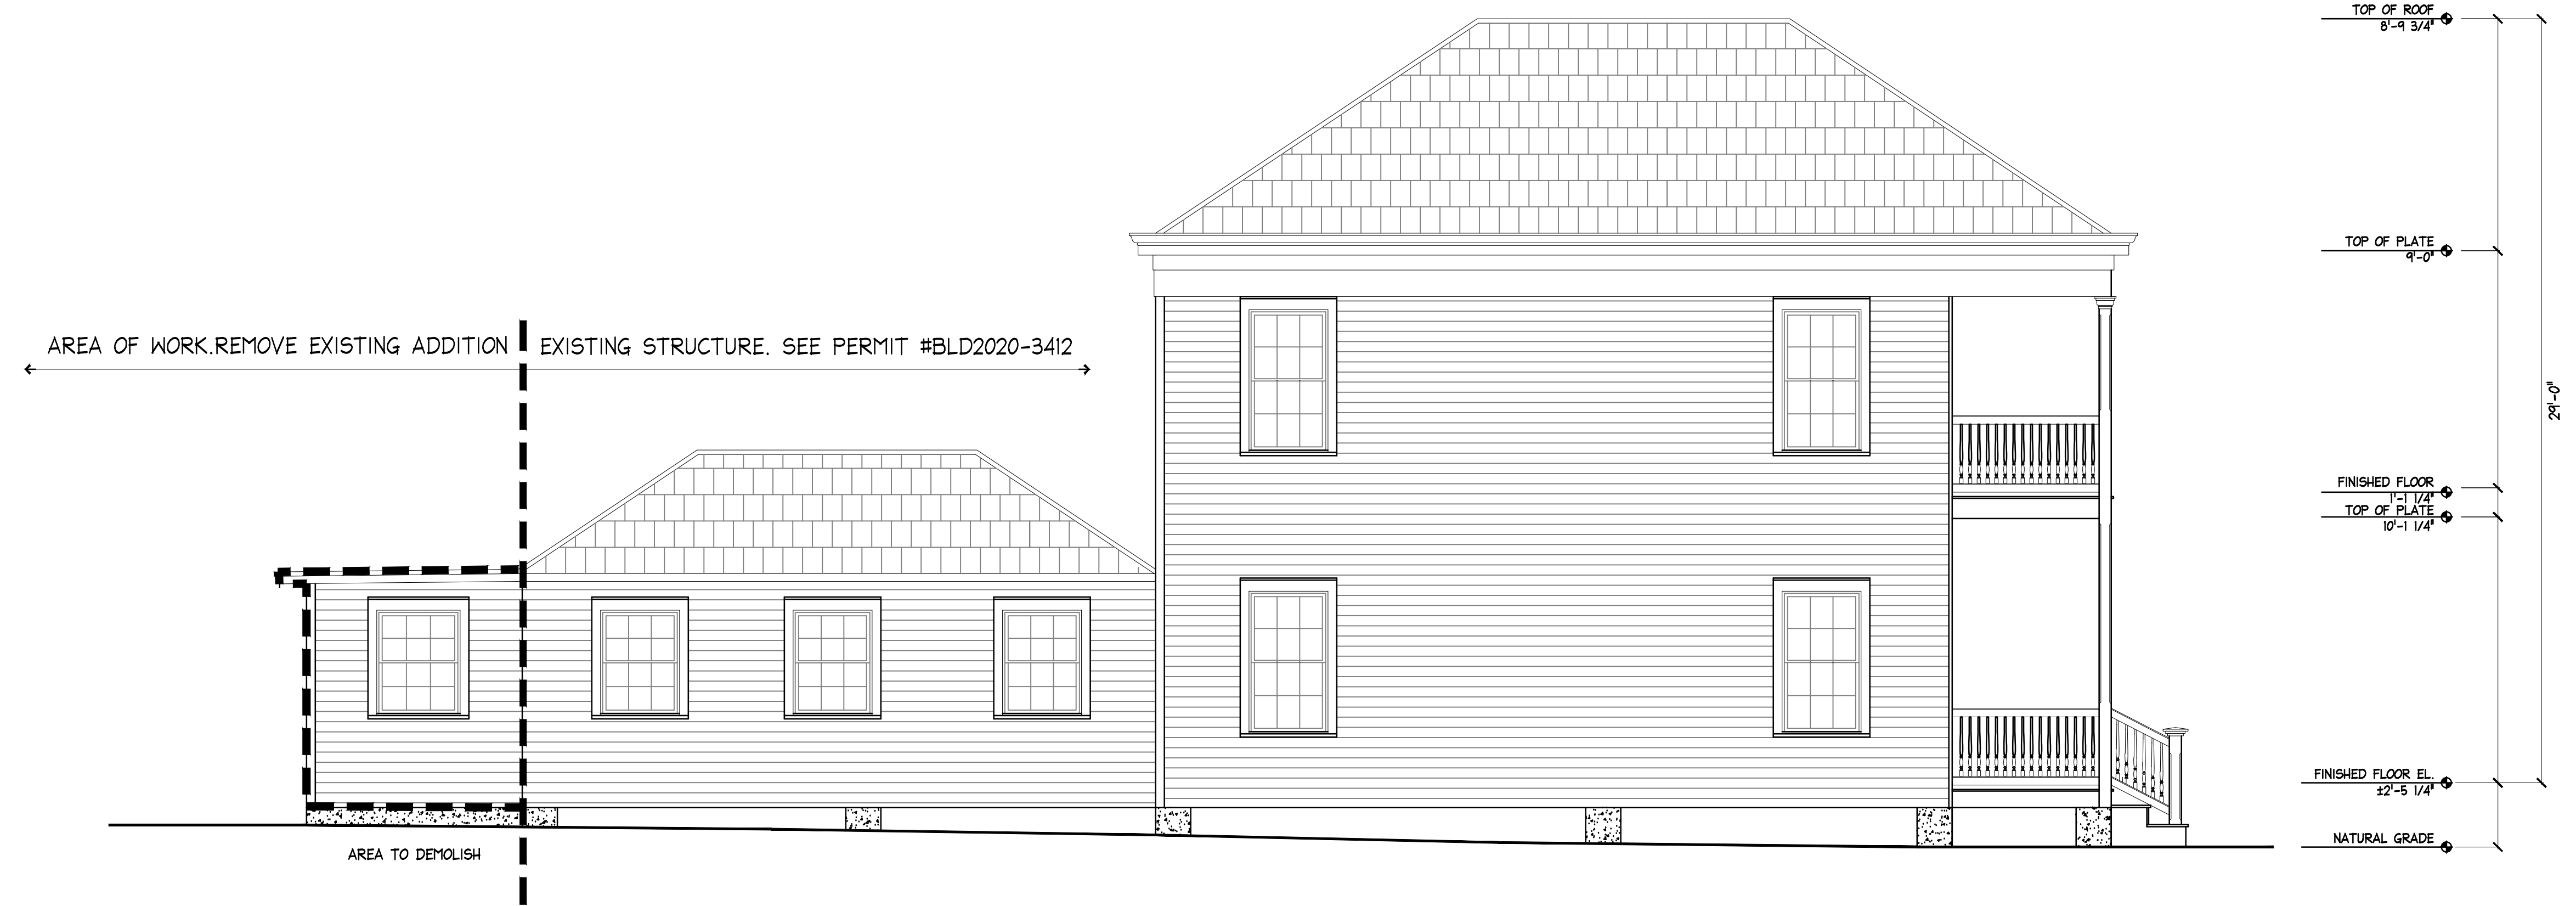 TOP OF ROOF
8'-9 3/4"
TOP OF PLATE
9'-0"
AREA OF WORK.REMOVE EXISTING ADDITION
EXISTING STRUCTURE. SEE PERMIT #BLD2020-3412
29'-0"
FINISHED FLOOR
1'-1 1/4"
TOP OF PLATE
10'-1 1/4"
FINISHED FLOOR EL.
±2'-5 1/4"
NATURAL GRADE
AREA TO DEMOLISH